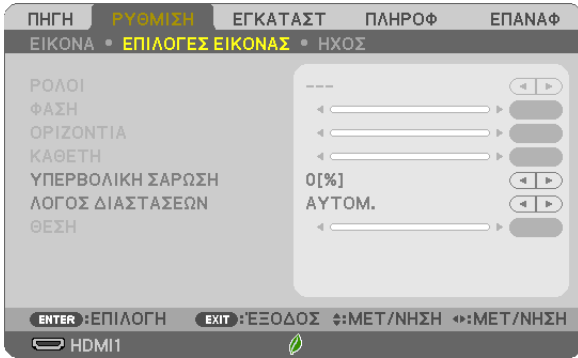 ΠΗΓΗ ΡΥΘΜΙΣΗ ΕΓΚΑΤΑΣΤ ΠΛΗΡΟΦ ΕΠΑΝΑΦ
ΕΙΚΟΝΑ • ΕΠΙΛΟΓΕΣ ΕΙΚΟΝΑΣ • ΗΧΟΣ
ΡΟΛΟΙ ---
ΦΑΣΗ
ΟΡΙΖΟΝΤΙΑ
ΚΑΘΕΤΗ
ΥΠΕΡΒΟΛΙΚΗ ΣΑΡΩΣΗ 0[%]
ΛΟΓΟΣ ΔΙΑΣΤΑΣΕΩΝ ΑΥΤΟΜ.
ΘΕΣΗ
ENTER :ΕΠΙΛΟΓΗ EXIT :ΈΞΟΔΟΣ :ΜΕΤ/ΝΗΣΗ :ΜΕΤ/ΝΗΣΗ
HDMI1